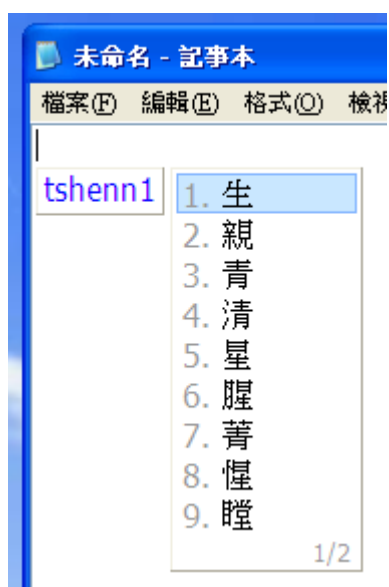 未命名 - 記事本
檔案(F) 編輯(E) 格式(O) 檢視
tshenn1
1. 生
2. 親
3. 青
4. 清
5. 星
6. 腥
7. 菁
8. 惺
9. 瞠
1/2